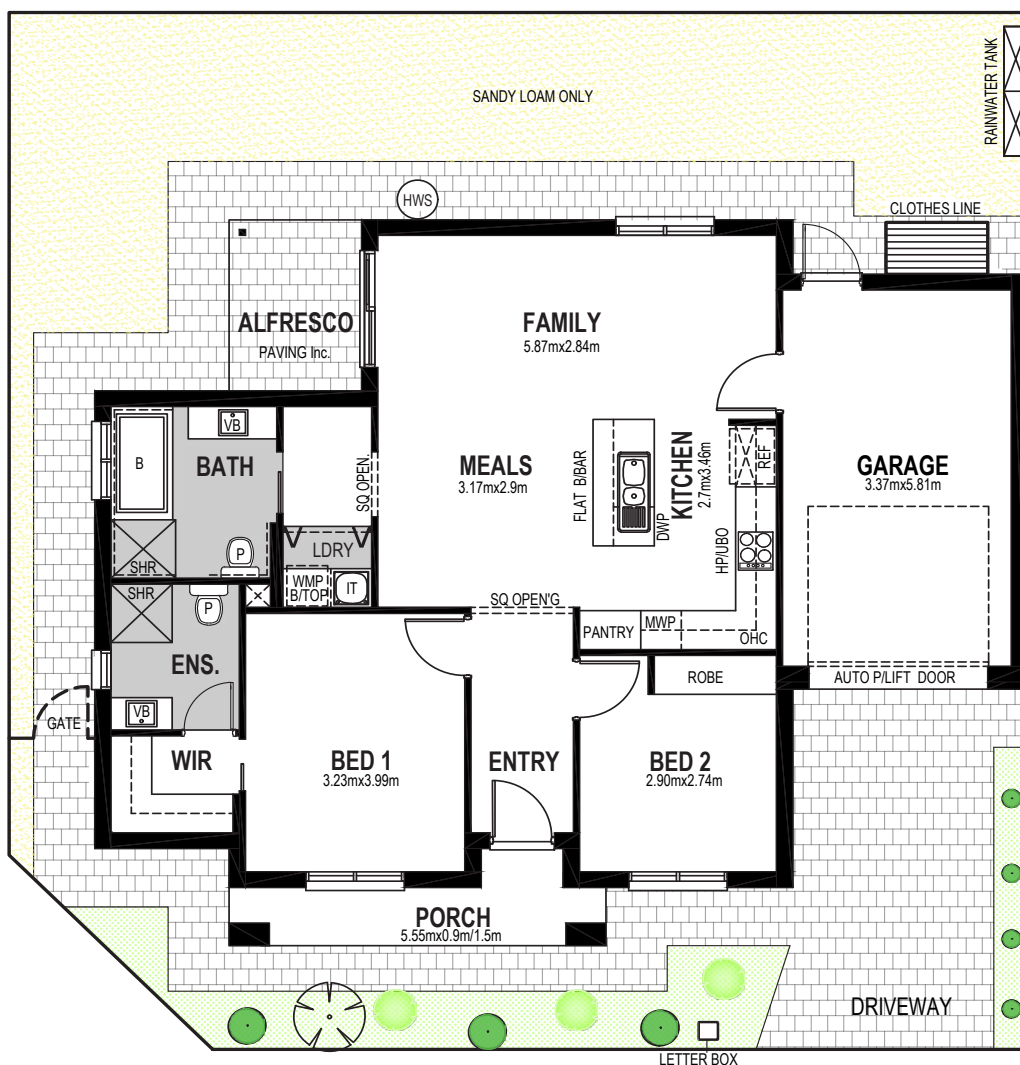 SANDY LOAM ONLY
RAINWATER TANK
HWS
CLOTHES LINE
ALFRESCO
PAVING Inc.
FAMILY
5.87mx2.84m
VB
B
BATH
SQ OPEN.
MEALS
3.17mx2.9m
FLAT B/BAR
DWP
KITCHEN
2.7mx3.46m
REF
HP/UBO
GARAGE
3.37mx5.81m
P
SHR
LDRY
WMP
B/TOP
IT
SHR
P
SQ OPEN'G
PANTRY
MWP
OHC
ENS.
ROBE
AUTO P/LIFT DOOR
GATE
VB
WIR
BED 1
3.23mx3.99m
ENTRY
BED 2
2.90mx2.74m
PORCH
5.55mx0.9m/1.5m
DRIVEWAY
LETTER BOX